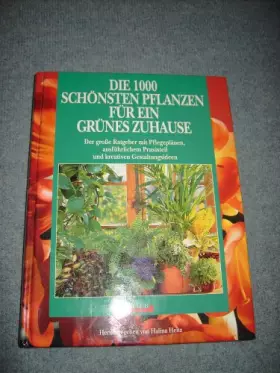 DIE 1000
SCHÖNSTEN PFLANZEN
FÜR EIN
GRÜNES ZUHAUSE
Der große Ratgeber mit Pflegeplänen,
ausführlichem Praxisteil
und kreativen Gestaltungsideen
Herausgegeben von Halina Heitz